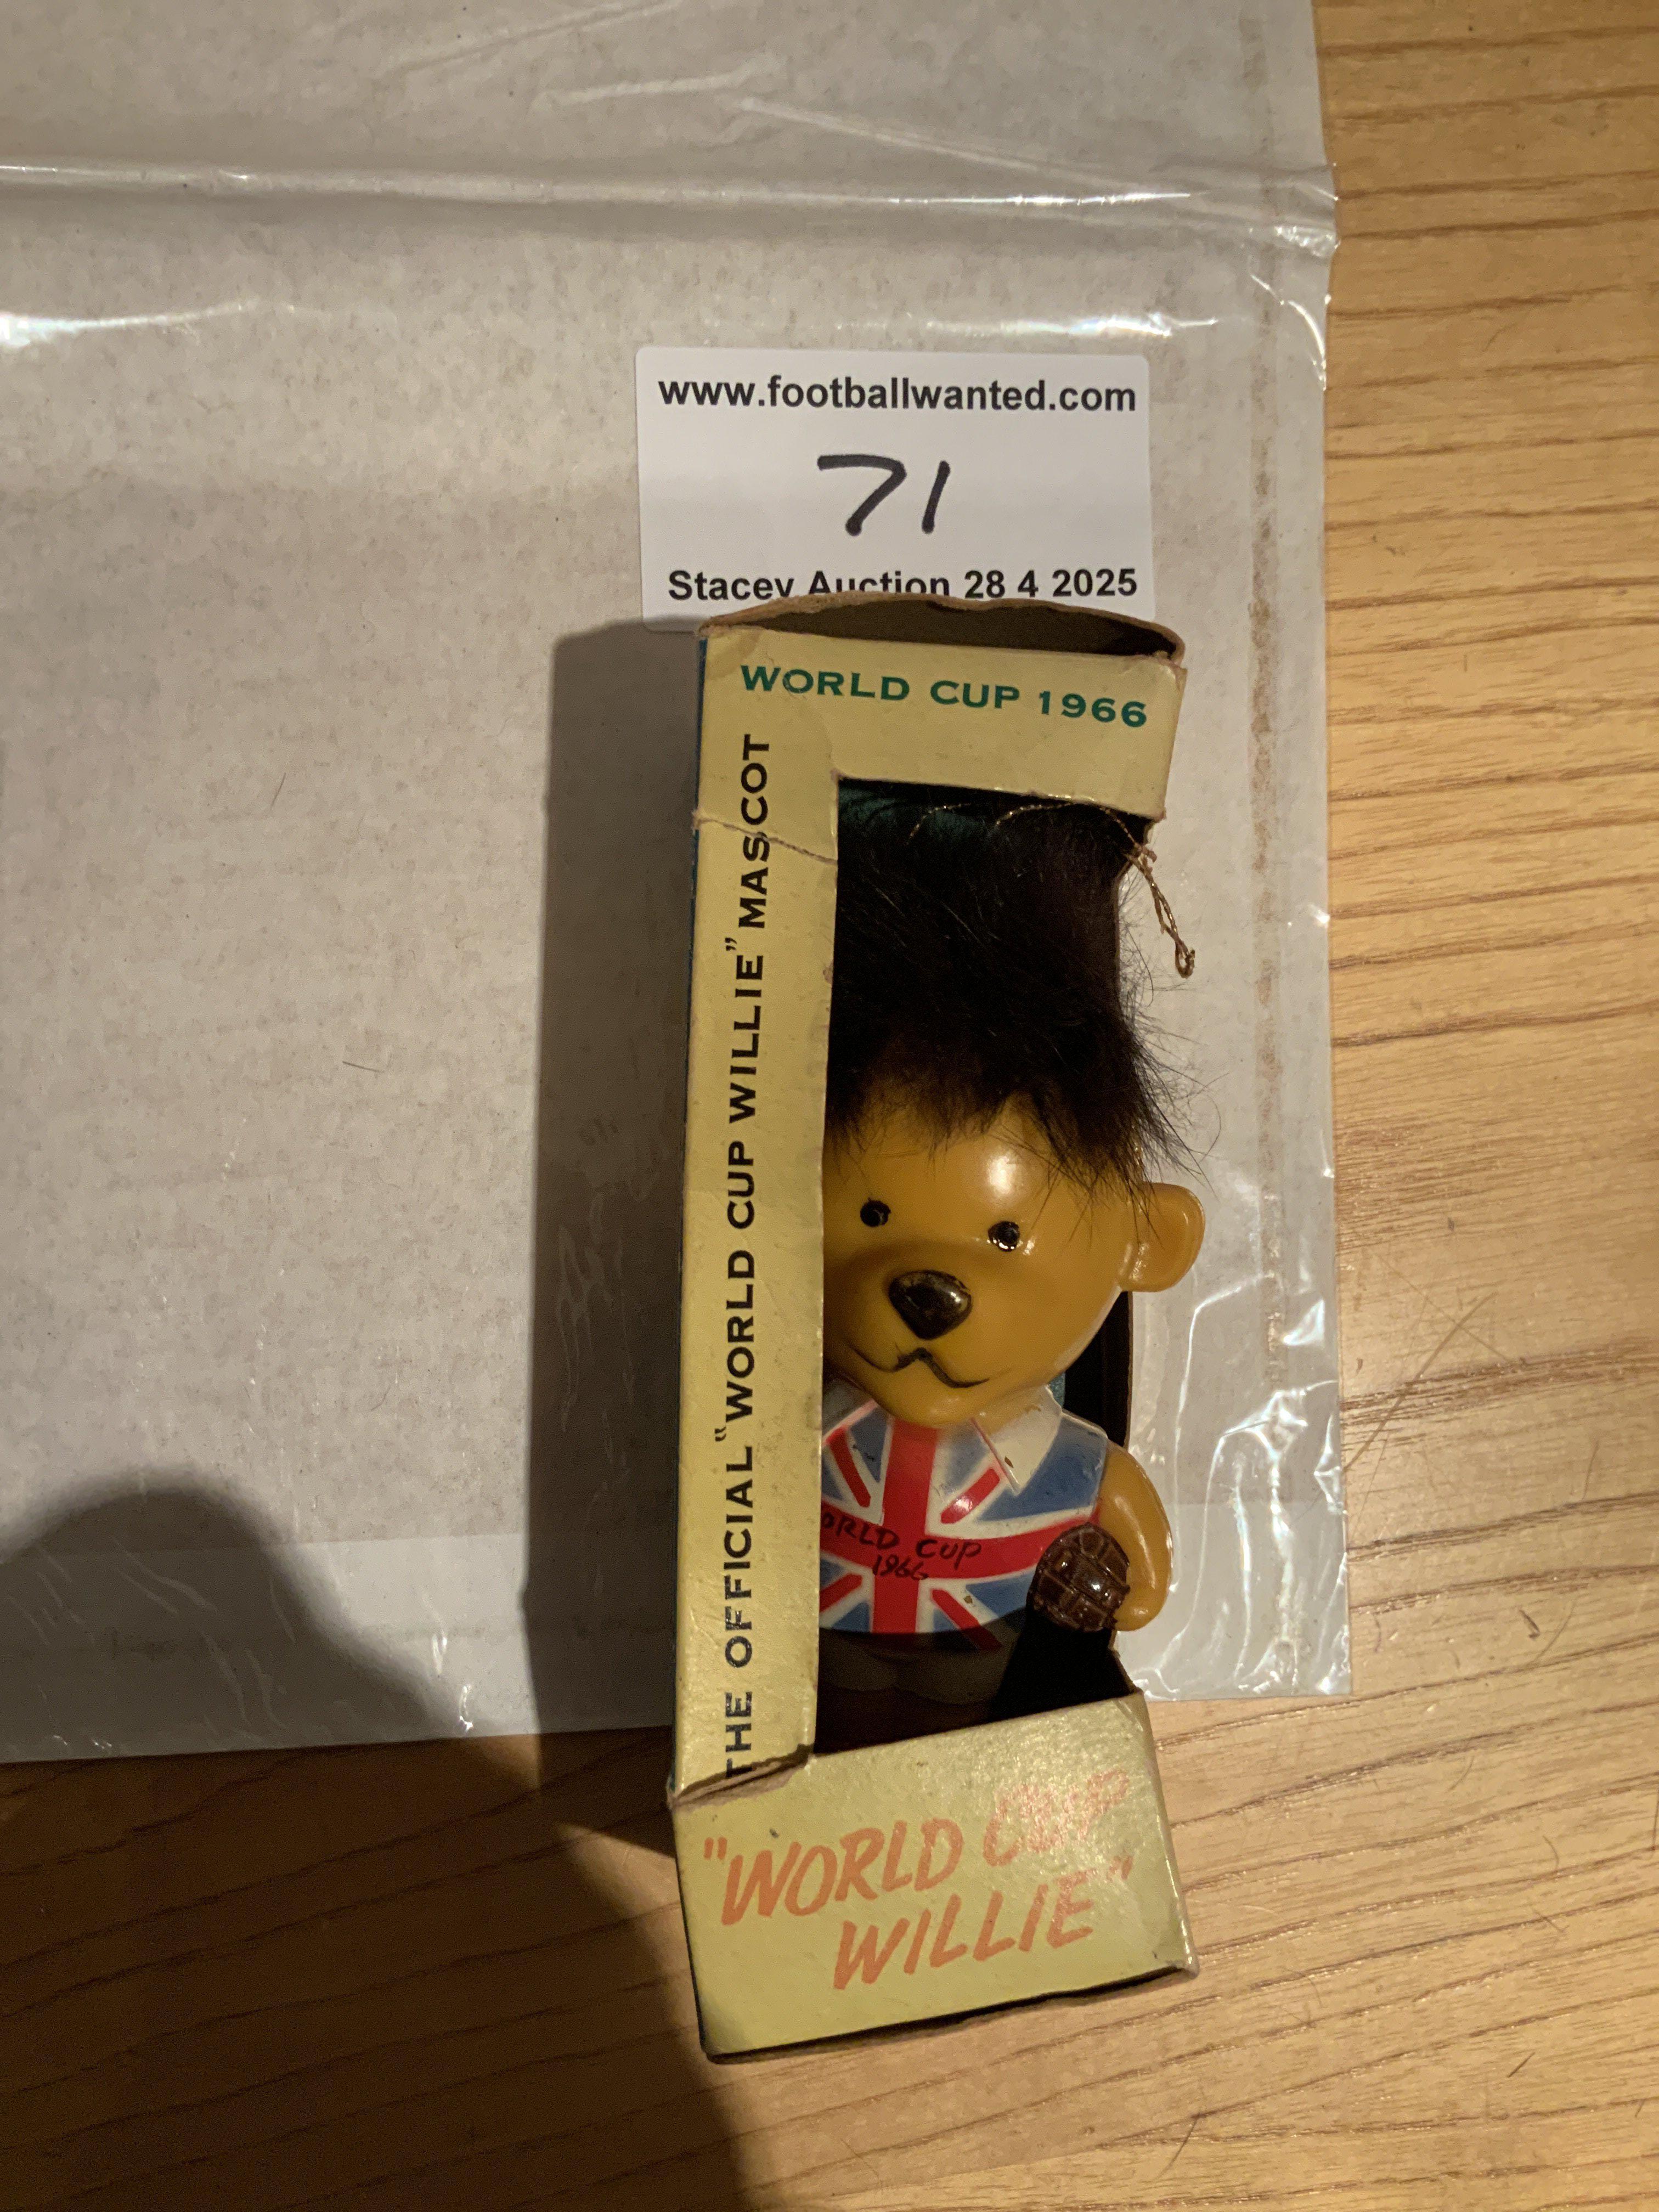 www.footballwanted.com
71
Stacey Auction 28 4 2025
WORLD CUP 1966
THE OFFICIAL "WORLD CUP WILLIE" MASCOT
ORLD CUP
1966
"WORLD CUP
WILLIE"